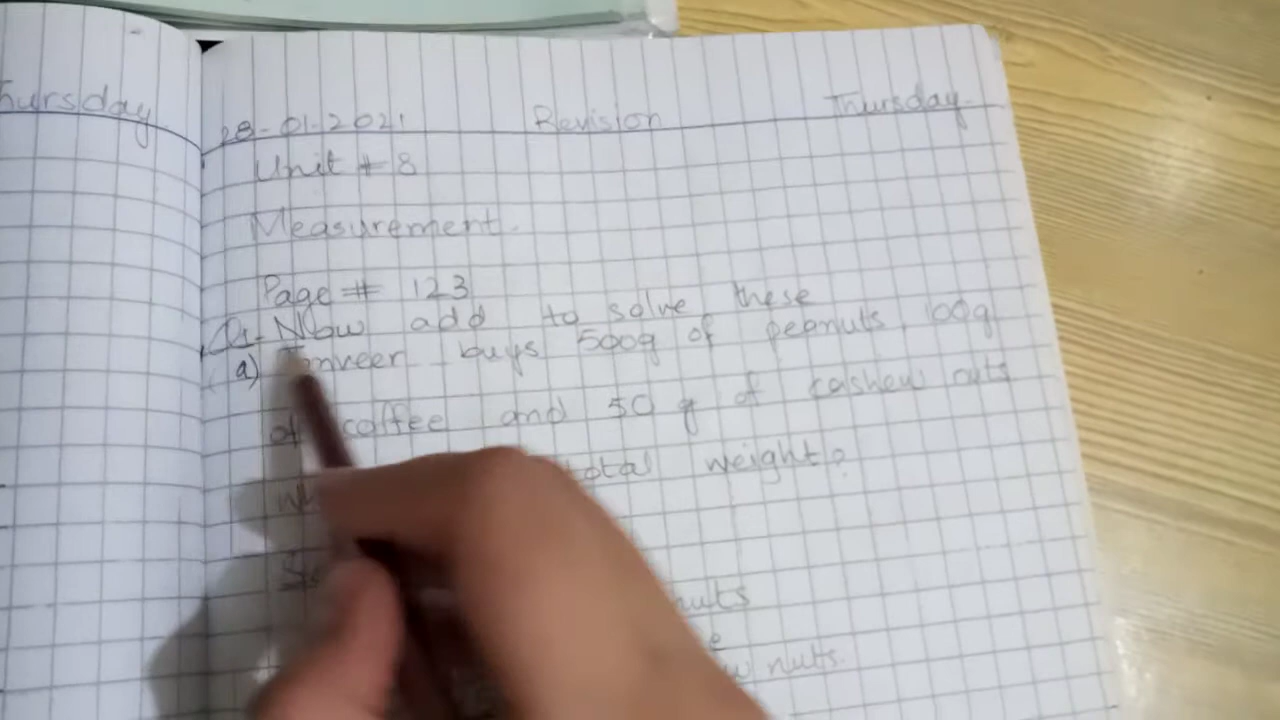 Thursday
28-01-2021 Revision Thursday
Unit # 8
Measurement.
Page # 123
Q1- Now add to solve these
a) Tanveer buys 500g of peanuts, 100g
of coffee and 50 g of cashew nuts
total weight?
nuts
nuts.